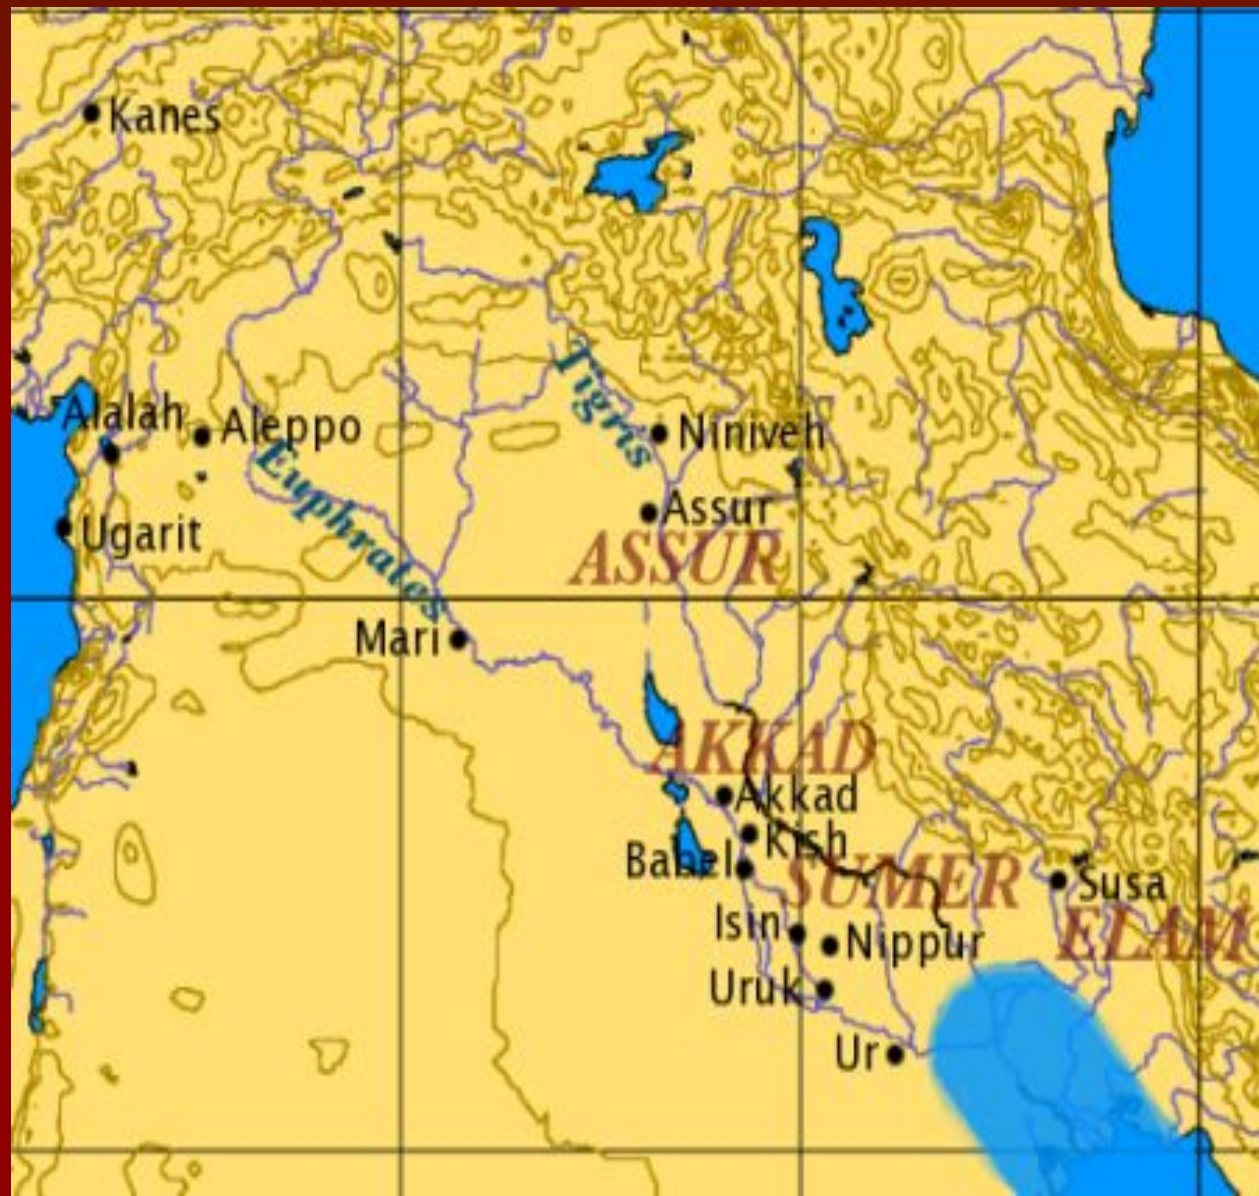 Kanes
Alalah
Aleppo
Tigris
Niniveh
Euphrates
Assur
Ugarit
ASSUR
Mari
AKKAD
Akkad
Kish
Babel
SUMER
Susa
Isin
ELAM
Nippur
Uruk
Ur